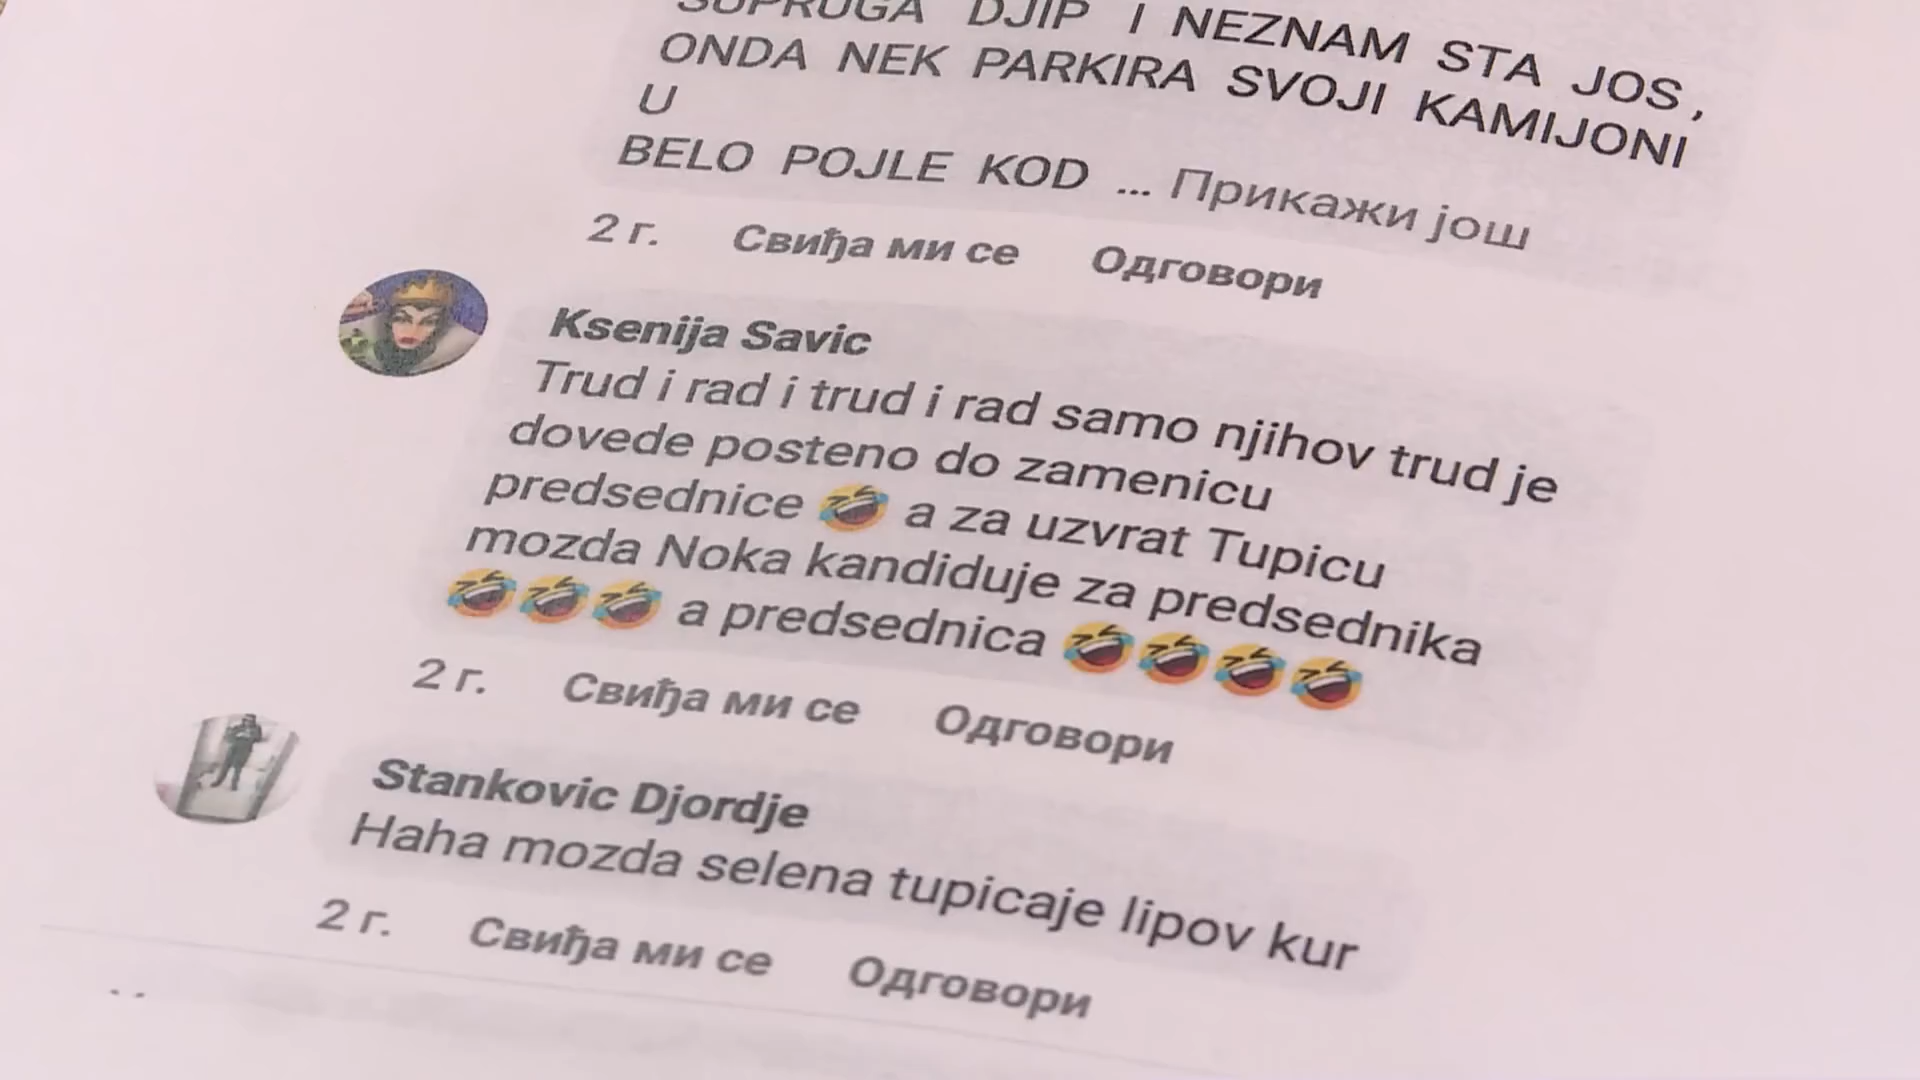 SUPRUGA DJIP I NEZNAM STA JOS,
ONDA NEK PARKIRA SVOJI KAMIJONI
U
BELO POJLE KOD ... Прикажи још
2 г. Свиђа ми се Одговори
Ksenija Savic
Trud i rad i trud i rad samo njihov trud je
dovede posteno do zamenicu
predsednice 🤣 a za uzvrat Tupicu
mozda Noka kandiduje za predsednika
🤣🤣🤣 a predsednica 🤣🤣🤣🤣
2 г. Свиђа ми се Одговори
Stankovic Djordje
Haha mozda selena tupicaje lipov kur
2 г. Свиђа ми се Одговори